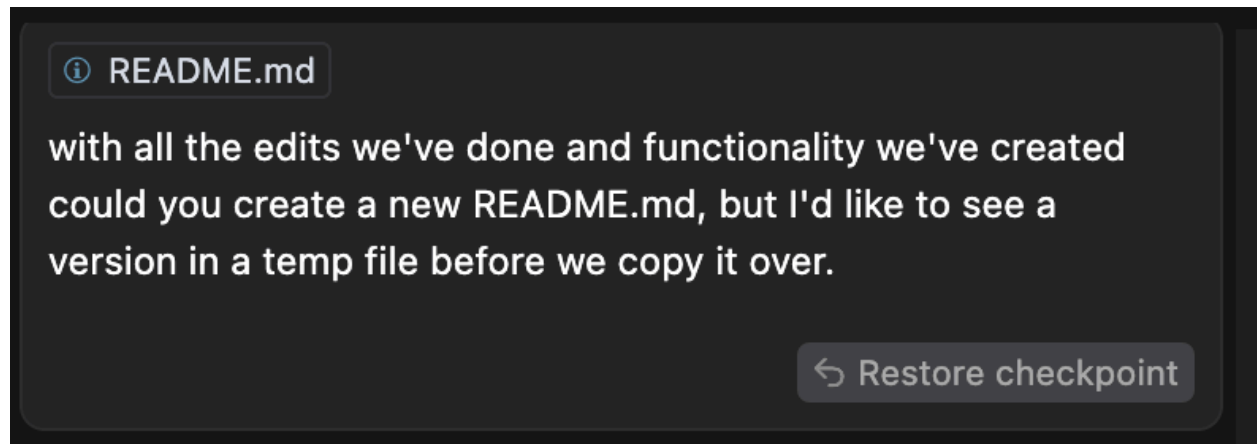 README.md
with all the edits we've done and functionality we've created
could you create a new README.md, but I'd like to see a
version in a temp file before we copy it over.
Restore checkpoint